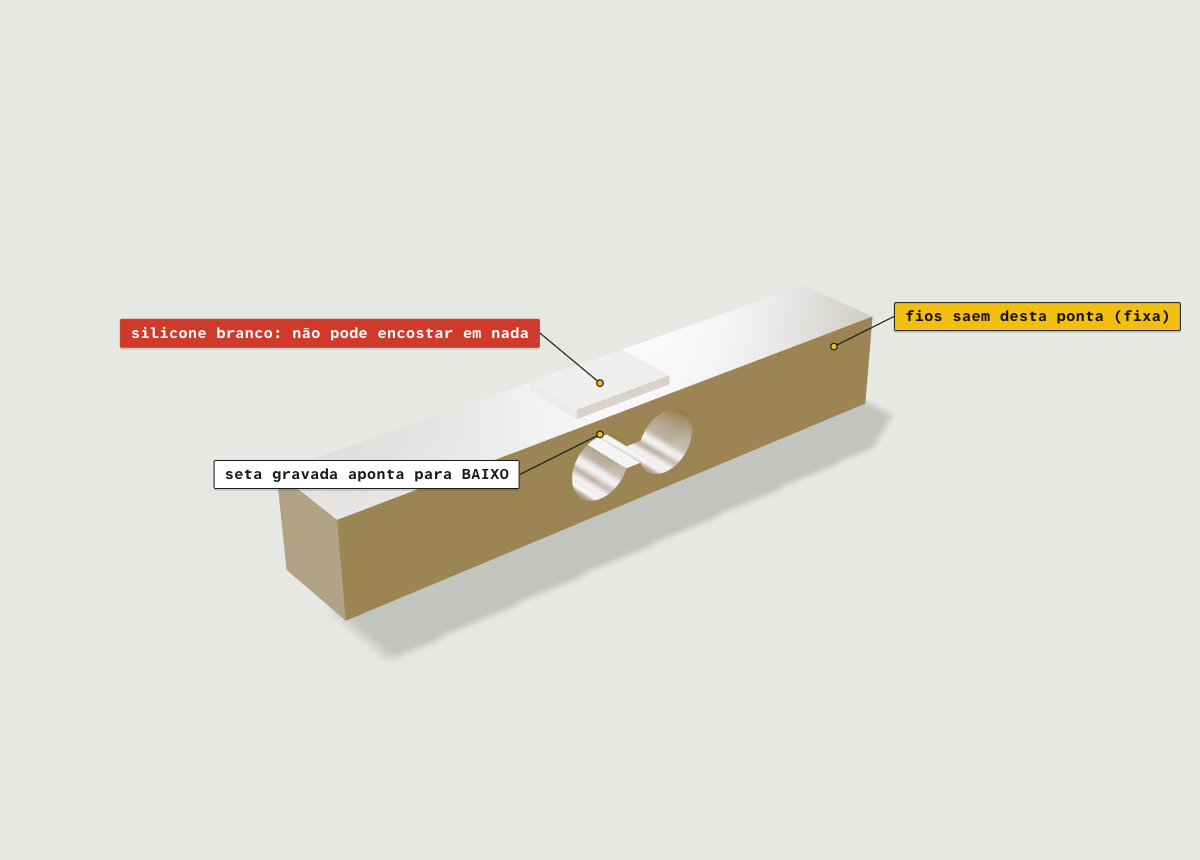 fios saem desta ponta (fixa)
silicone branco: não pode encostar em nada
seta gravada aponta para BAIXO